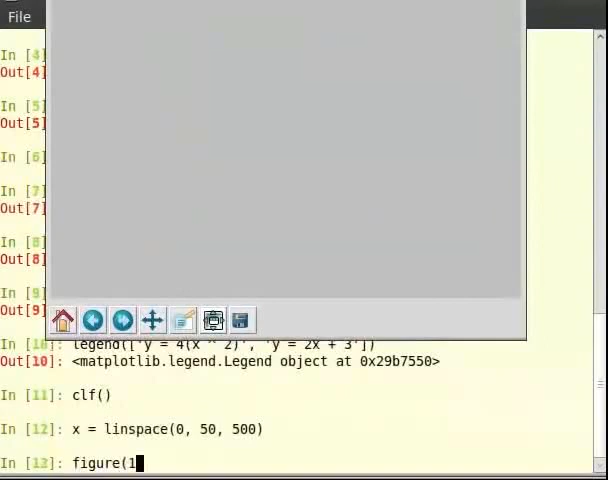 File
In [4]
Out[4]
In [5]
Out[5]
In [6]
In [7]
Out[7]
In [8]
Out[8]
In [9]
Out[9]
In [10]: legend(['y = 4(x ^ 2)', 'y = 2x + 3'])
Out[10]: <matplotlib.legend.Legend object at 0x29b7550>
In [11]: clf()
In [12]: x = linspace(0, 50, 500)
In [13]: figure(1